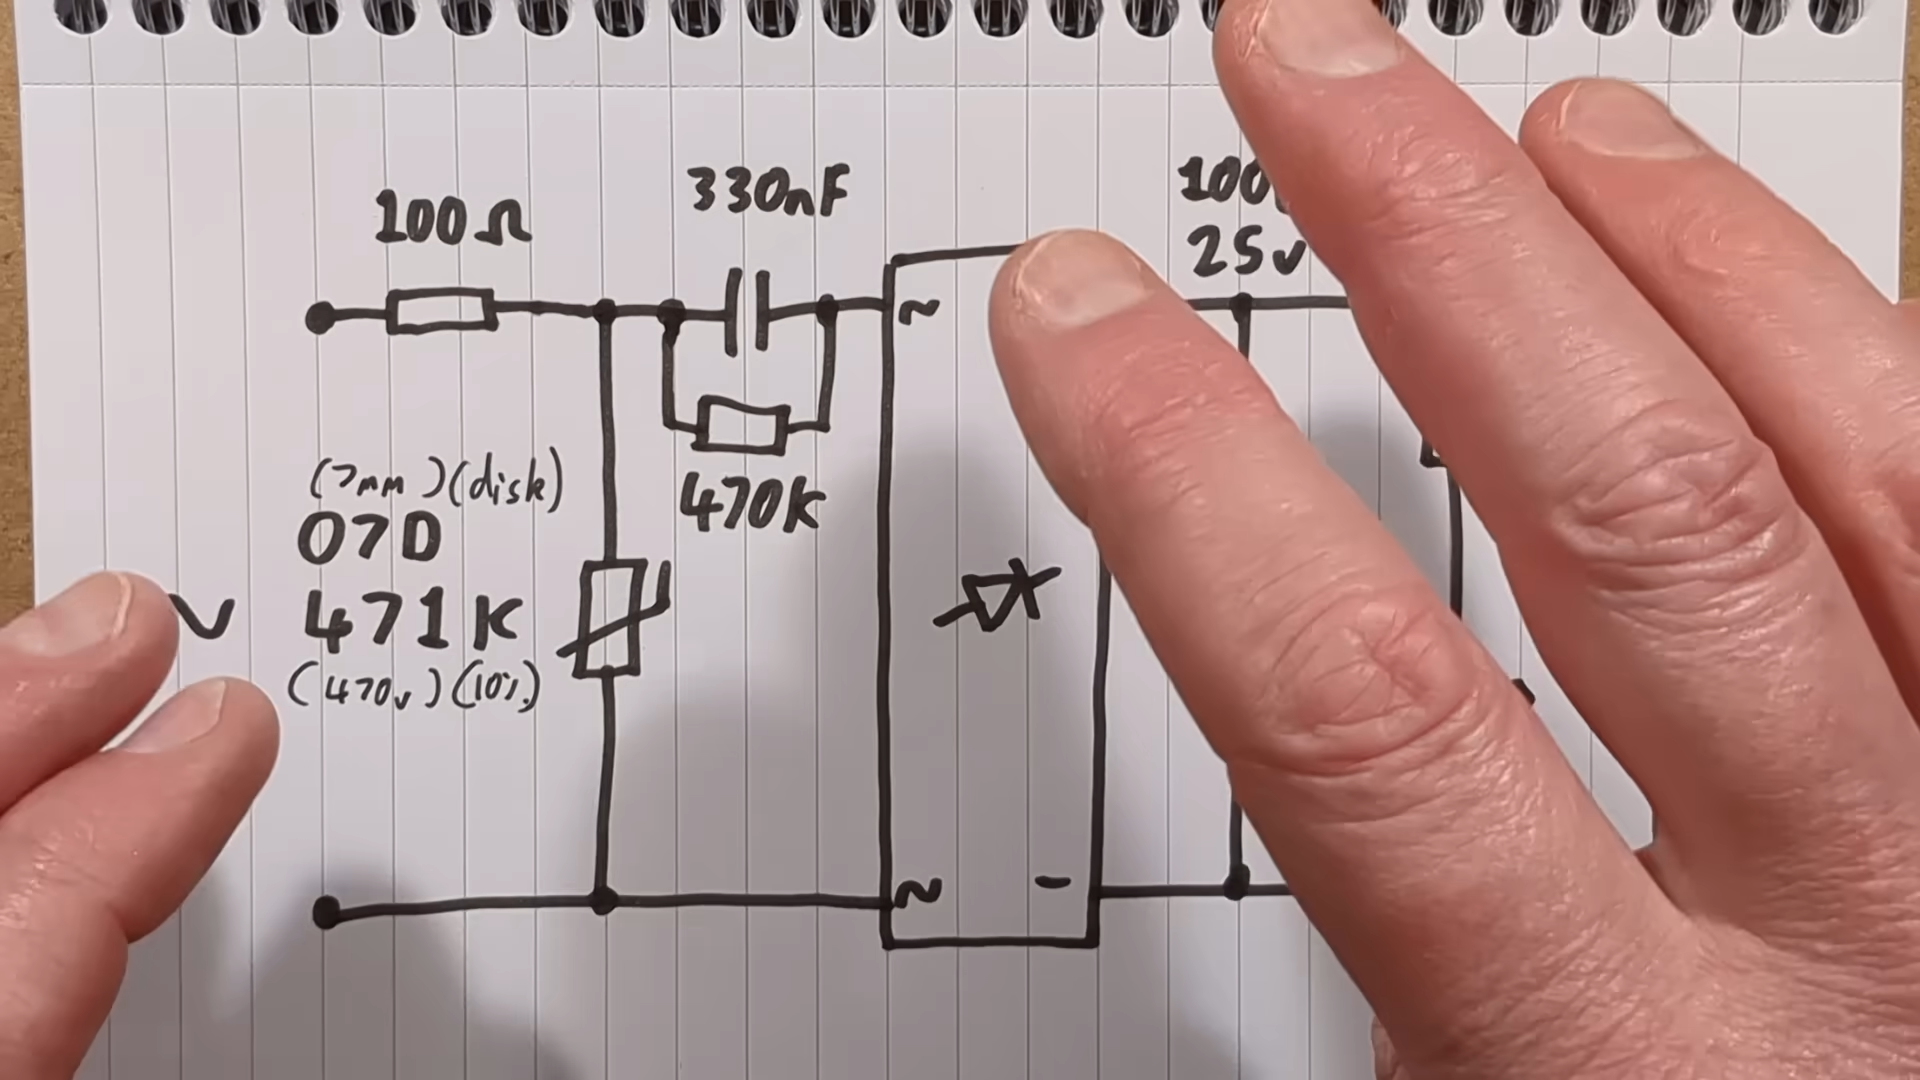 330nF
100Ω
25v
~
(7mm)(disk)
07D
470K
471K
(470v)(10%)
~
-